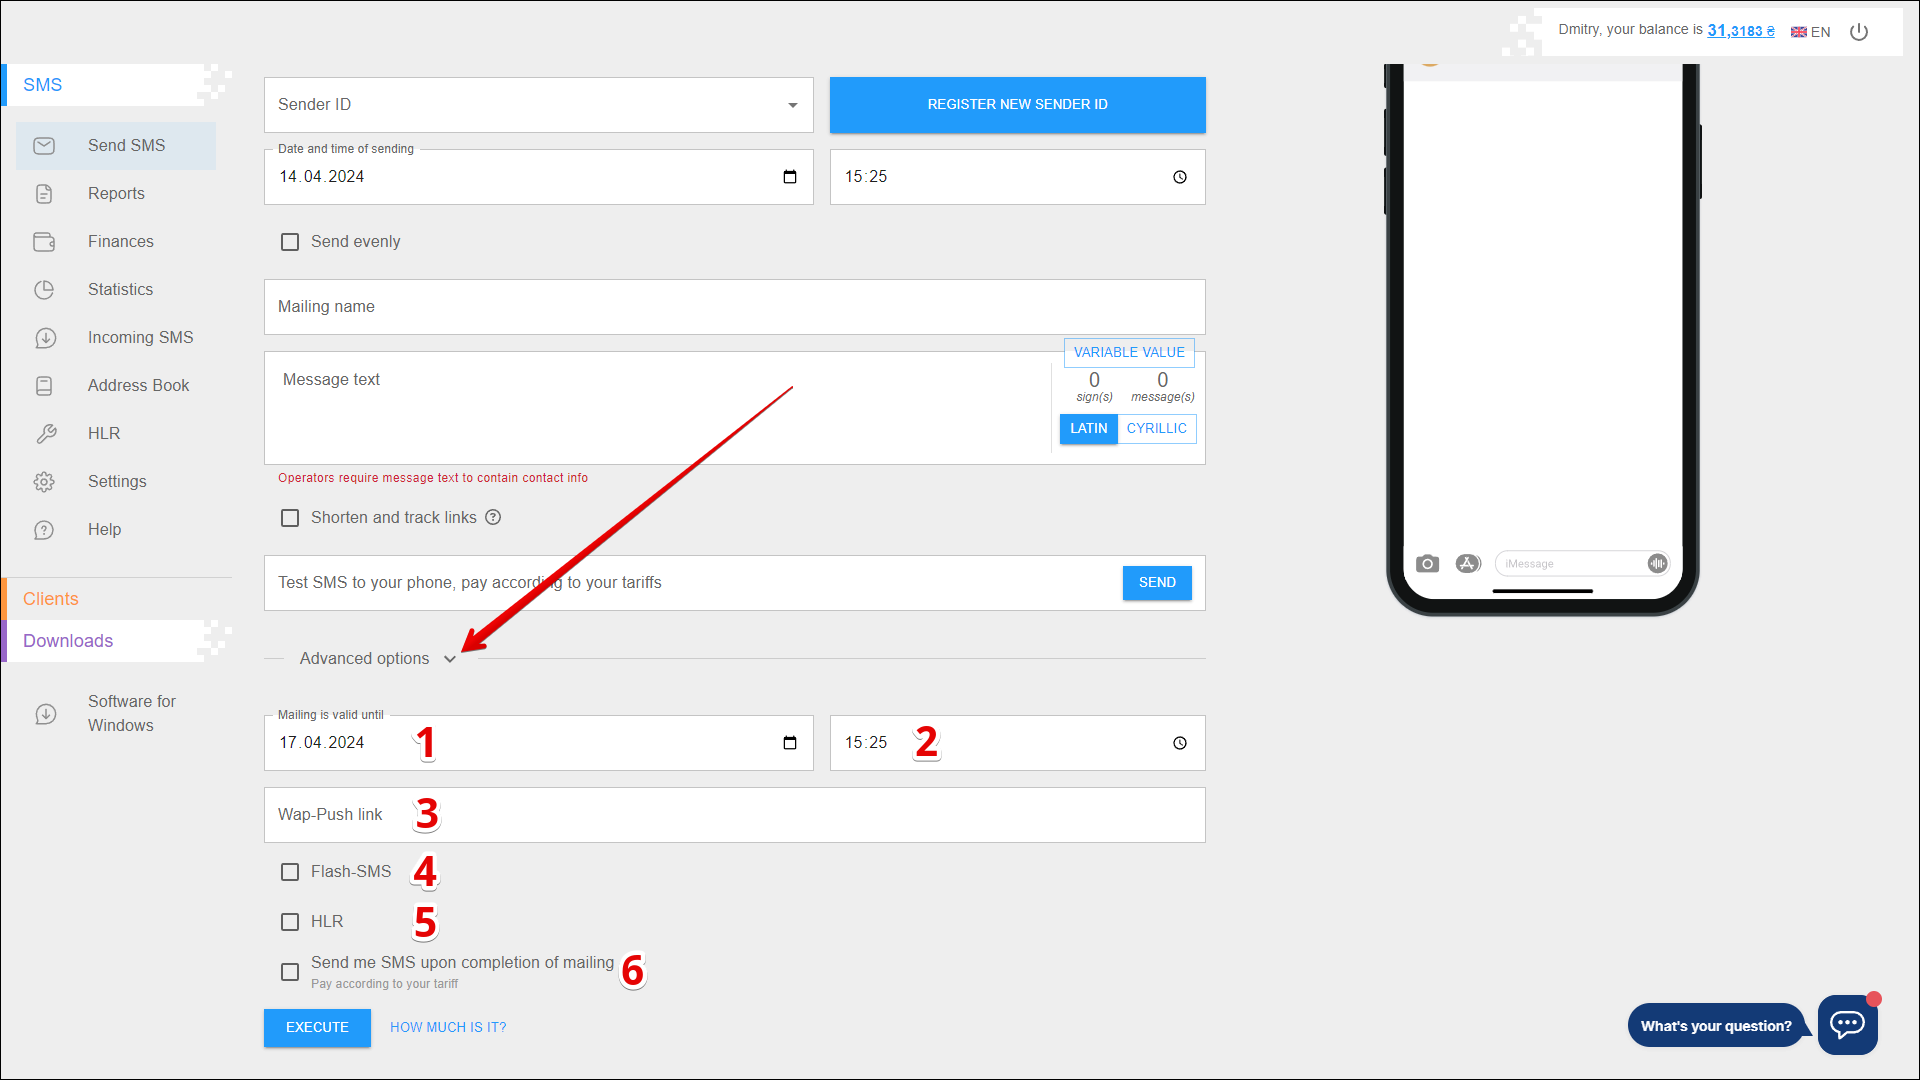 Dmitry, your balance is 31,3183 ₴ EN
SMS
Send SMS
Reports
Finances
Statistics
Incoming SMS
Address Book
HLR
Settings
Help
Clients
Downloads
Software for
Windows
Sender ID
REGISTER NEW SENDER ID
Date and time of sending
14.04.2024
15:25
Send evenly
Mailing name
Message text
VARIABLE VALUE
0 0
sign(s) message(s)
LATIN CYRILLIC
Operators require message text to contain contact info
Shorten and track links ?
Test SMS to your phone, pay according to your tariffs
SEND
Advanced options
Mailing is valid until
17.04.2024 1
15:25 2
Wap-Push link 3
Flash-SMS 4
HLR 5
Send me SMS upon completion of mailing 6
Pay according to your tariff
EXECUTE HOW MUCH IS IT?
iMessage
What's your question?